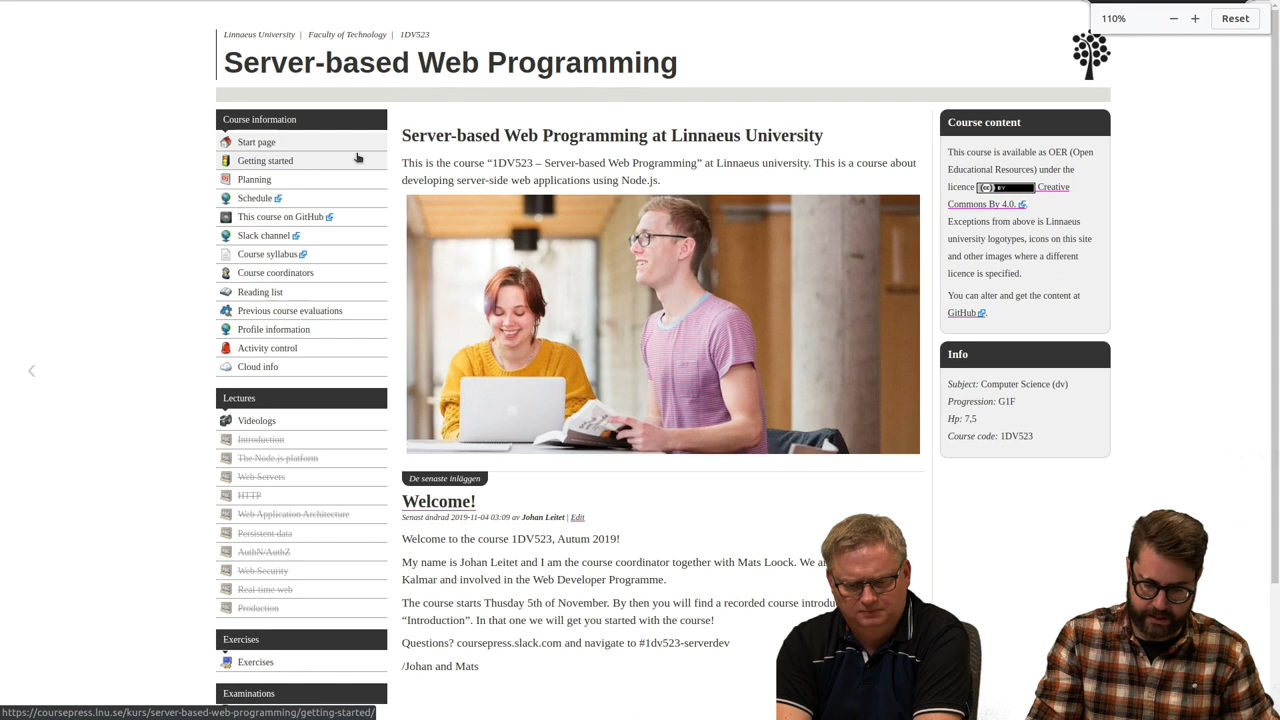 110%
Reset
Linnaeus University | Faculty of Technology | 1DV523
Server-based Web Programming
Course information
Start page
Getting started
Planning
Schedule
This course on GitHub
Slack channel
Course syllabus
Course coordinators
Reading list
Previous course evaluations
Profile information
Activity control
Cloud info
Lectures
Videologs
Introduction
The Node.js platform
Web Servers
HTTP
Web Application Architecture
Persistent data
AuthN/AuthZ
Web Security
Real-time web
Production
Exercises
Exercises
Examinations
https://coursepress.lnu.se/kurs/server-based-web-programming/getting-started/
Server-based Web Programming at Linnaeus University
This is the course “1DV523 – Server-based Web Programming” at Linnaeus university. This is a course about
developing server-side web applications using Node.js.
De senaste inläggen
Welcome!
Senast ändrad 2019-11-04 03:09 av Johan Leitet | Edit
Welcome to the course 1DV523, Autum 2019!
My name is Johan Leitet and I am the course coordinator together with Mats Loock. We
Kalmar and involved in the Web Developer Programme.
The course starts Thusday 5th of November. By then you will find a recorded course
“Introduction”. In that one we will get you started with the course!
Questions? coursepress.slack.com and navigate to #1dv523-serverdev
/Johan and Mats
Course content
This course is available as OER (Open
Educational Resources) under the
licence (cc) BY Creative
Commons By 4.0.
Exceptions from above is Linnaeus
university logotypes, icons on this site
and other images where a different
licence is specified.
You can alter and get the content at
GitHub.
Info
Subject: Computer Science (dv)
Progression: G1F
Hp: 7,5
Course code: 1DV523